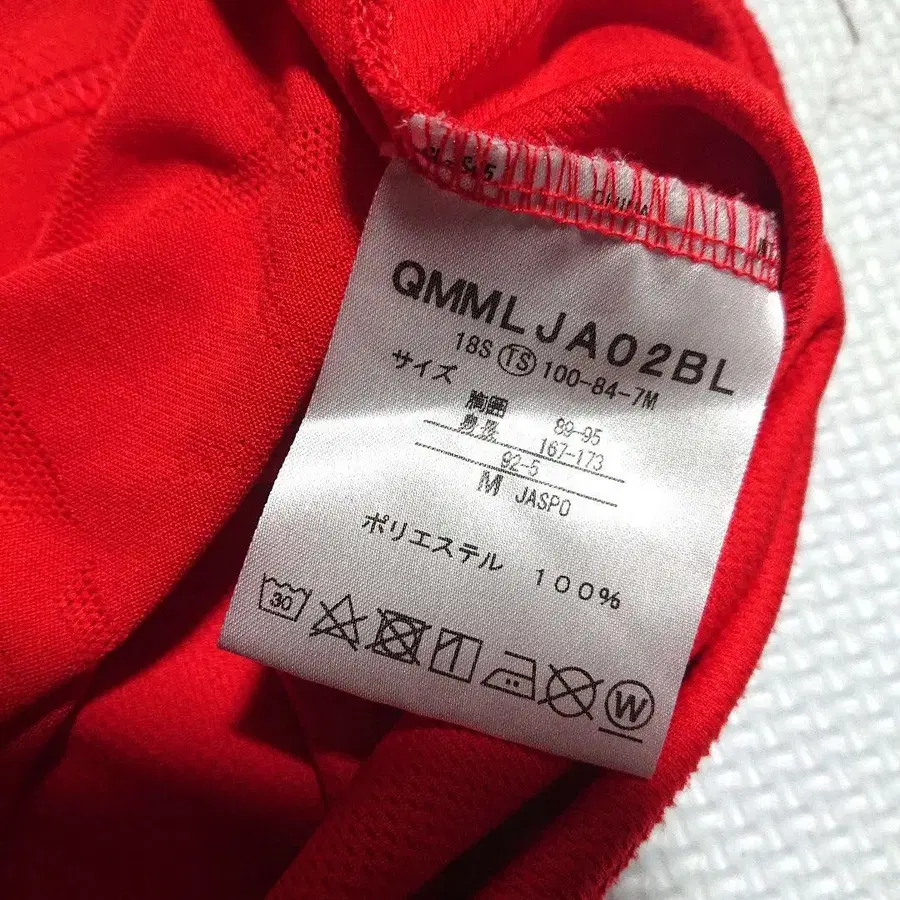 CHINA
QMMLJA02BL
18S TS 100-84-7M
サイズ
胸囲 89-95
身長 167-173
92-5
M JASPO
ポリエステル 100%
30
W